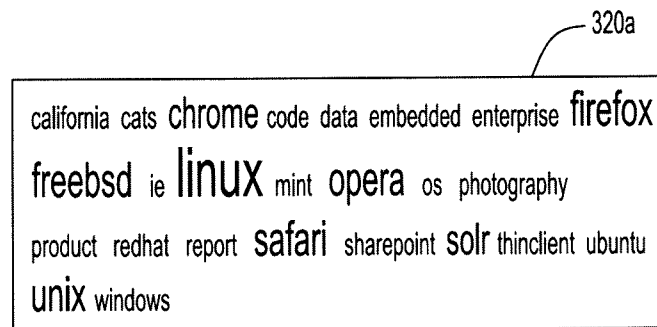 320a
california cats chrome code data embedded enterprise firefox
freebsd ie linux mint opera os photography
product redhat report safari sharepoint solr thinclient ubuntu
unix windows